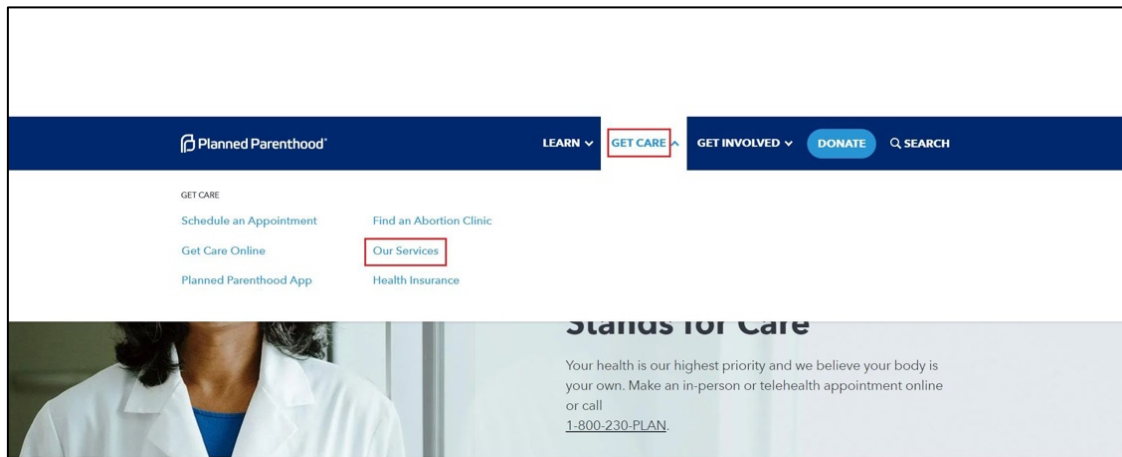 Planned Parenthood®
LEARN
GET CARE
GET INVOLVED
DONATE
SEARCH
GET CARE
Schedule an Appointment
Find an Abortion Clinic
Get Care Online
Our Services
Planned Parenthood App
Health Insurance
Stands for Care
Your health is our highest priority and we believe your body is
your own. Make an in-person or telehealth appointment online
or call
1-800-230-PLAN.